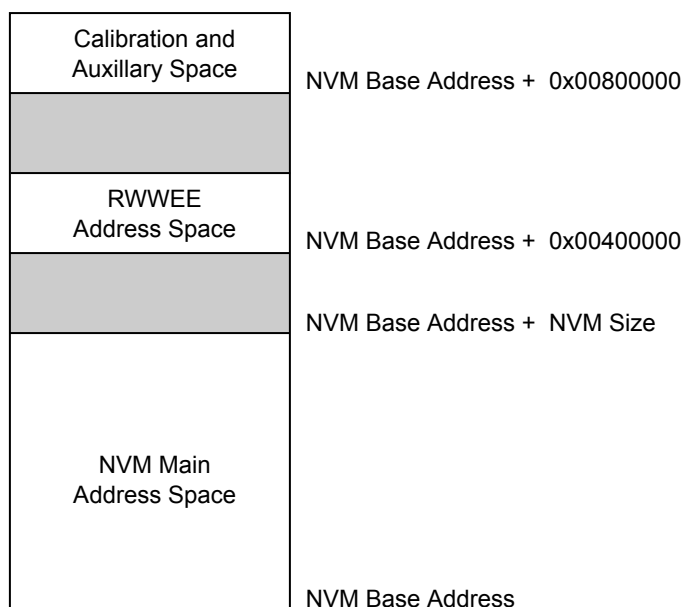 Calibration and
Auxillary Space
NVM Base Address + 0x00800000
RWWEE
Address Space
NVM Base Address + 0x00400000
NVM Base Address + NVM Size
NVM Main
Address Space
NVM Base Address